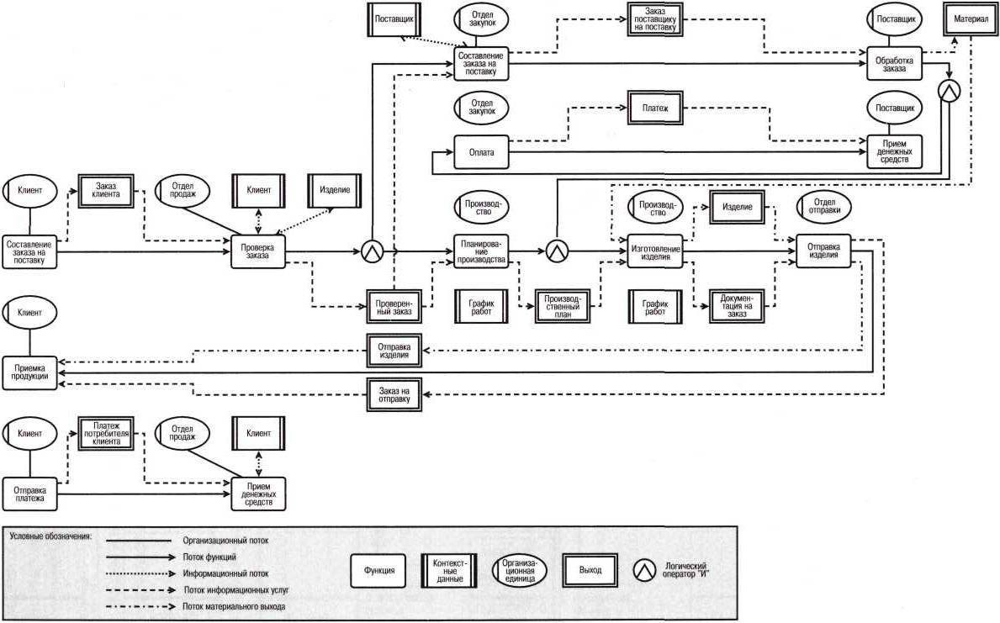 Поставщик
Отдел
закупок
Заказ
поставщику
на поставку
Поставщик
Материал
Составление
заказа на
поставку
Обработка
заказа
Отдел
закупок
Платеж
Поставщик
Оплата
Прием
денежных
средств
Клиент
Заказ
клиента
Отдел
продаж
Клиент
Изделие
Производ-
ство
Производ-
ство
Изделие
Отдел
отправки
Составление
заказа на
поставку
Проверка
заказа
Планирова-
ние
производства
Изготовление
изделия
Отправка
изделия
Проверен-
ный заказ
График
работ
Производ-
ственный
план
График
работ
Докумен-
тация на
заказ
Клиент
Приемка
продукции
Отправка
изделия
Заказ на
отправку
Клиент
Платеж
потребителя
клиента
Отдел
продаж
Клиент
Отправка
платежа
Прием
денежных
средств
Условные обозначения:
Организационный поток
Поток функций
Информационный поток
Поток информационных услуг
Поток материального выхода
Функция
Контекст-
ные
данные
Организа-
ционная
единица
Выход
Логический
оператор "И"